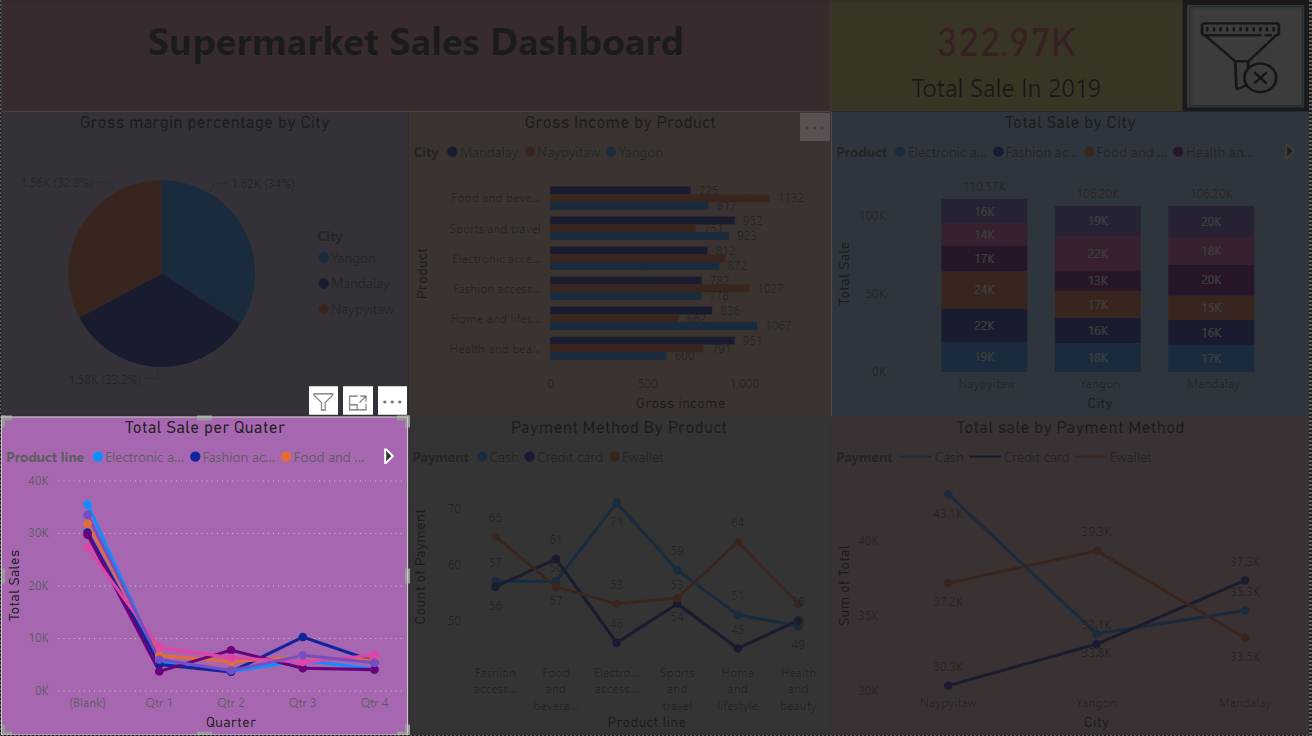 Supermarket Sales Dashboard
322.97K
Total Sale In 2019
Gross margin percentage by City
1.56K (32.8%)
1.62K (34%)
1.58K (33.2%)
City
Yangon
Mandalay
Naypyitaw
Gross Income by Product
City Mandalay Naypyitaw Yangon
Product
Food and beve... 725 1132 817
Sports and travel 952 751 923
Electronic acce... 812 872
Fashion access... 782 1027 776
Home and lifes... 836 662 1067
Health and bea... 951 791 600
0 500 1,000
Gross income
Total Sale by City
Product Electronic a... Fashion ac... Food and ... Health an...
Total Sale
100K
50K
0K
110.57K 106.20K 106.20K
16K 19K 20K
14K 22K 18K
17K 13K 20K
24K 17K 15K
22K 16K 16K
19K 18K 17K
Naypyitaw Yangon Mandalay
City
Total Sale per Quater
Product line Electronic a... Fashion ac... Food and ...
Total Sales
40K
30K
20K
10K
0K
(Blank) Qtr 1 Qtr 2 Qtr 3 Qtr 4
Quarter
Payment Method By Product
Payment Cash Credit card Ewallet
Count of Payment
70
60
50
65
57
56
61
57
71
53
46
59
53
54
64
51
45
49
Fashion access...
Food and bevera...
Electro... access...
Sports and travel
Home and lifestyle
Health and beauty
Product line
Total sale by Payment Method
Payment Cash Credit card Ewallet
Sum of Total
40K
35K
30K
43.1K
37.2K
30.3K
39.3K
33.8K
37.3K
35.3K
33.5K
Naypyitaw Yangon Mandalay
City